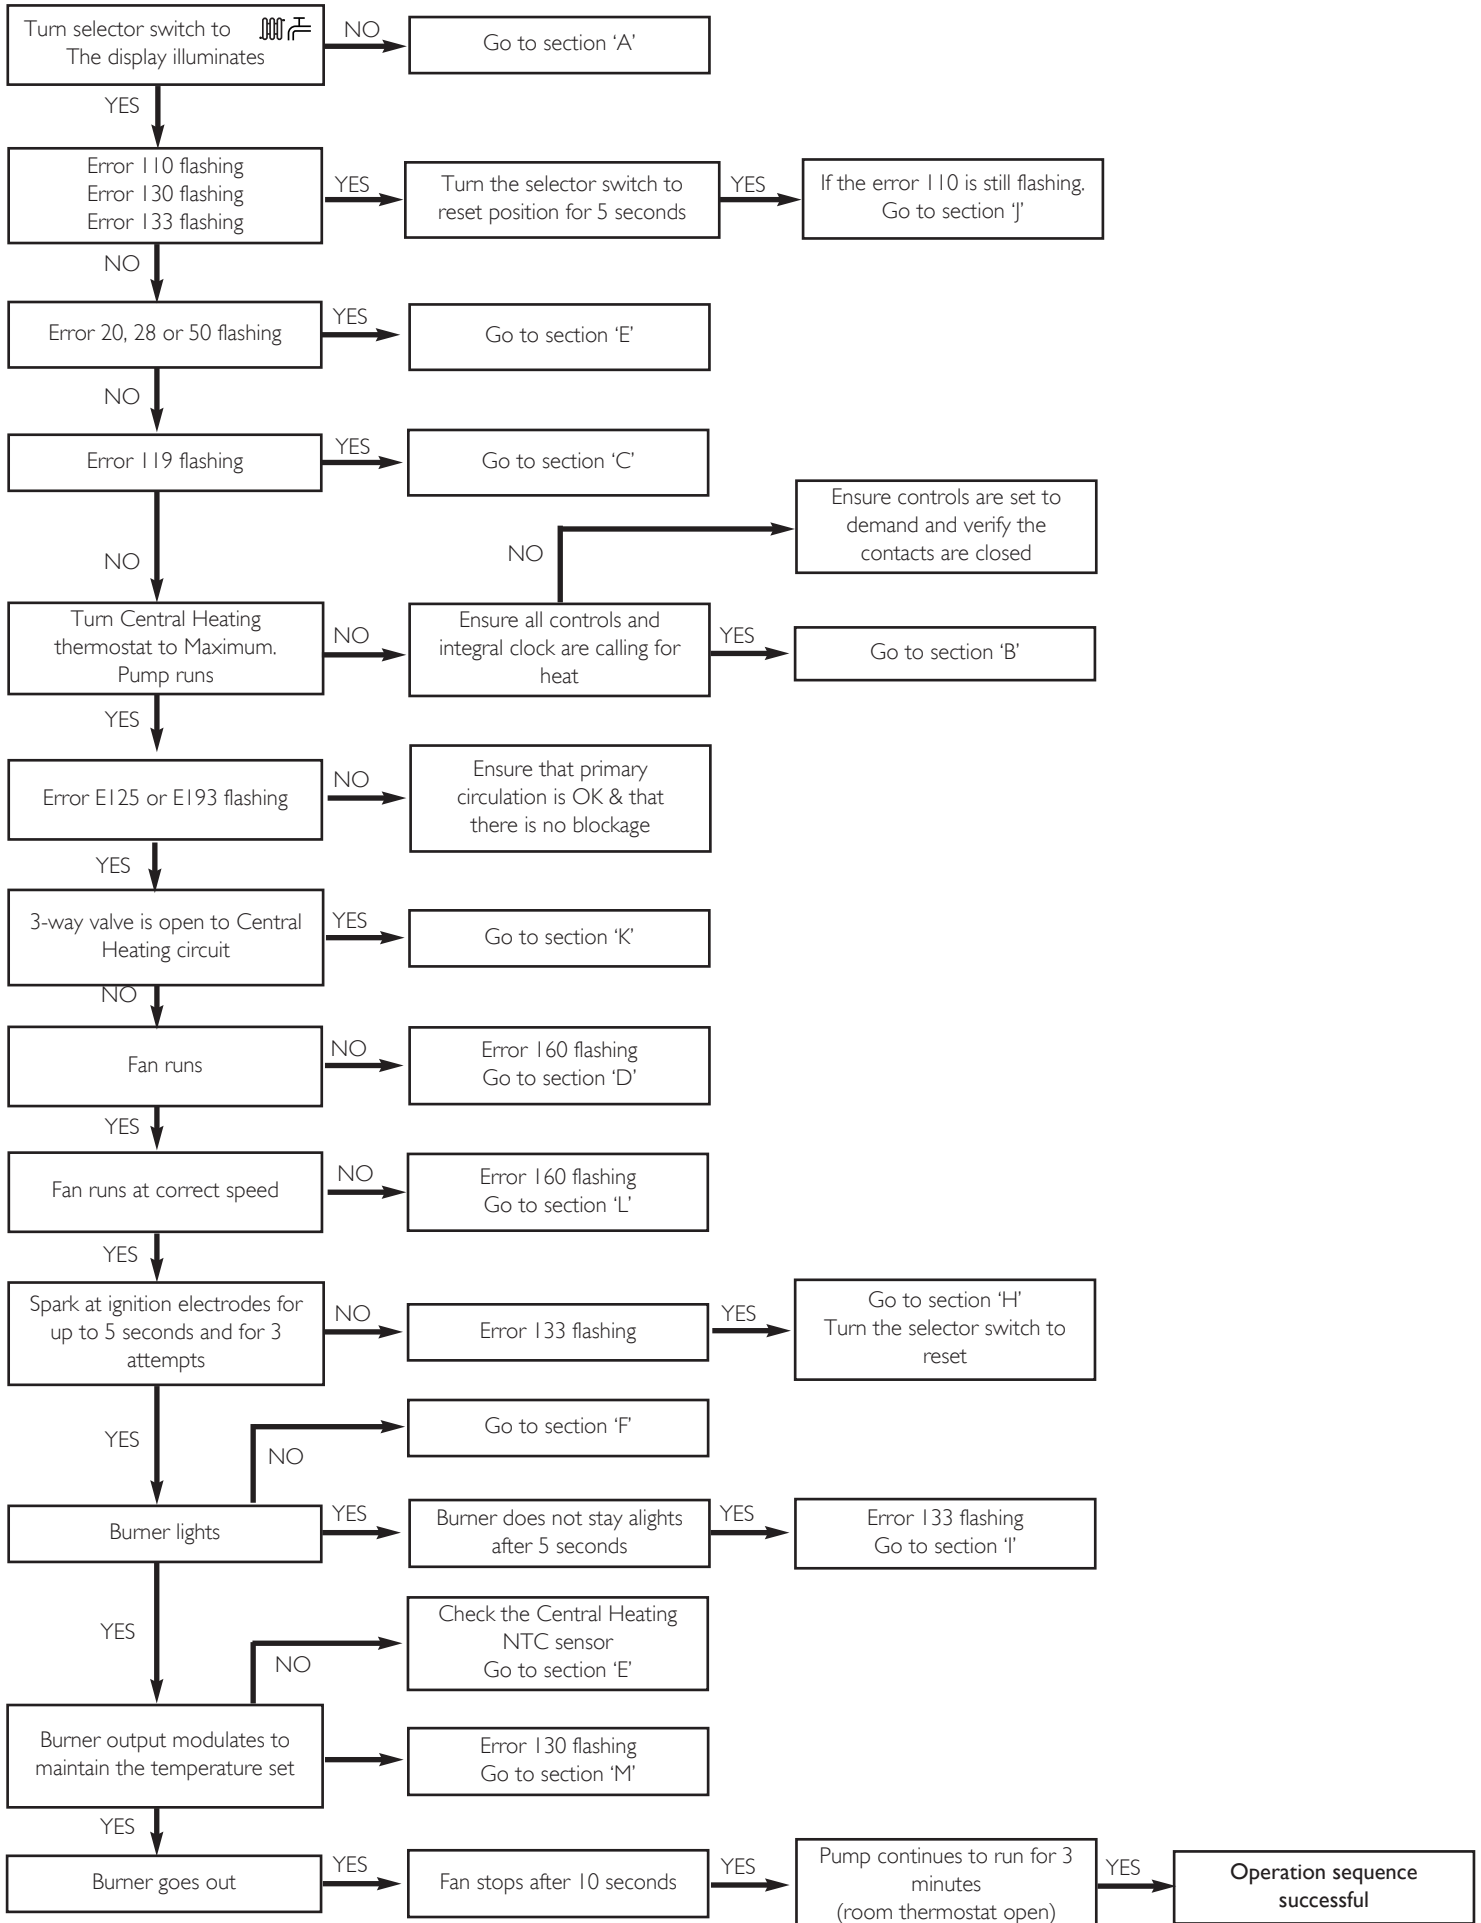 Turn selector switch to
The display illuminates
NO
Go to section ‘A’
YES
Error 110 flashing
Error 130 flashing
Error 133 flashing
YES
Turn the selector switch to
reset position for 5 seconds
YES
If the error 110 is still flashing.
Go to section ‘J’
NO
Error 20, 28 or 50 flashing
YES
Go to section ‘E’
NO
Error 119 flashing
YES
Go to section ‘C’
NO
Turn Central Heating
thermostat to Maximum.
Pump runs
NO
Ensure all controls and
integral clock are calling for
heat
NO
Ensure controls are set to
demand and verify the
contacts are closed
YES
Go to section ‘B’
YES
Error E125 or E193 flashing
NO
Ensure that primary
circulation is OK & that
there is no blockage
YES
3-way valve is open to Central
Heating circuit
YES
Go to section ‘K’
NO
Fan runs
NO
Error 160 flashing
Go to section ‘D’
YES
Fan runs at correct speed
NO
Error 160 flashing
Go to section ‘L’
YES
Spark at ignition electrodes for
up to 5 seconds and for 3
attempts
NO
Error 133 flashing
YES
Go to section ‘H’
Turn the selector switch to
reset
YES
NO
Go to section ‘F’
Burner lights
YES
Burner does not stay alights
after 5 seconds
YES
Error 133 flashing
Go to section ‘I’
YES
NO
Check the Central Heating
NTC sensor
Go to section ‘E’
Burner output modulates to
maintain the temperature set
Error 130 flashing
Go to section ‘M’
YES
Burner goes out
YES
Fan stops after 10 seconds
YES
Pump continues to run for 3
minutes
(room thermostat open)
YES
Operation sequence
successful